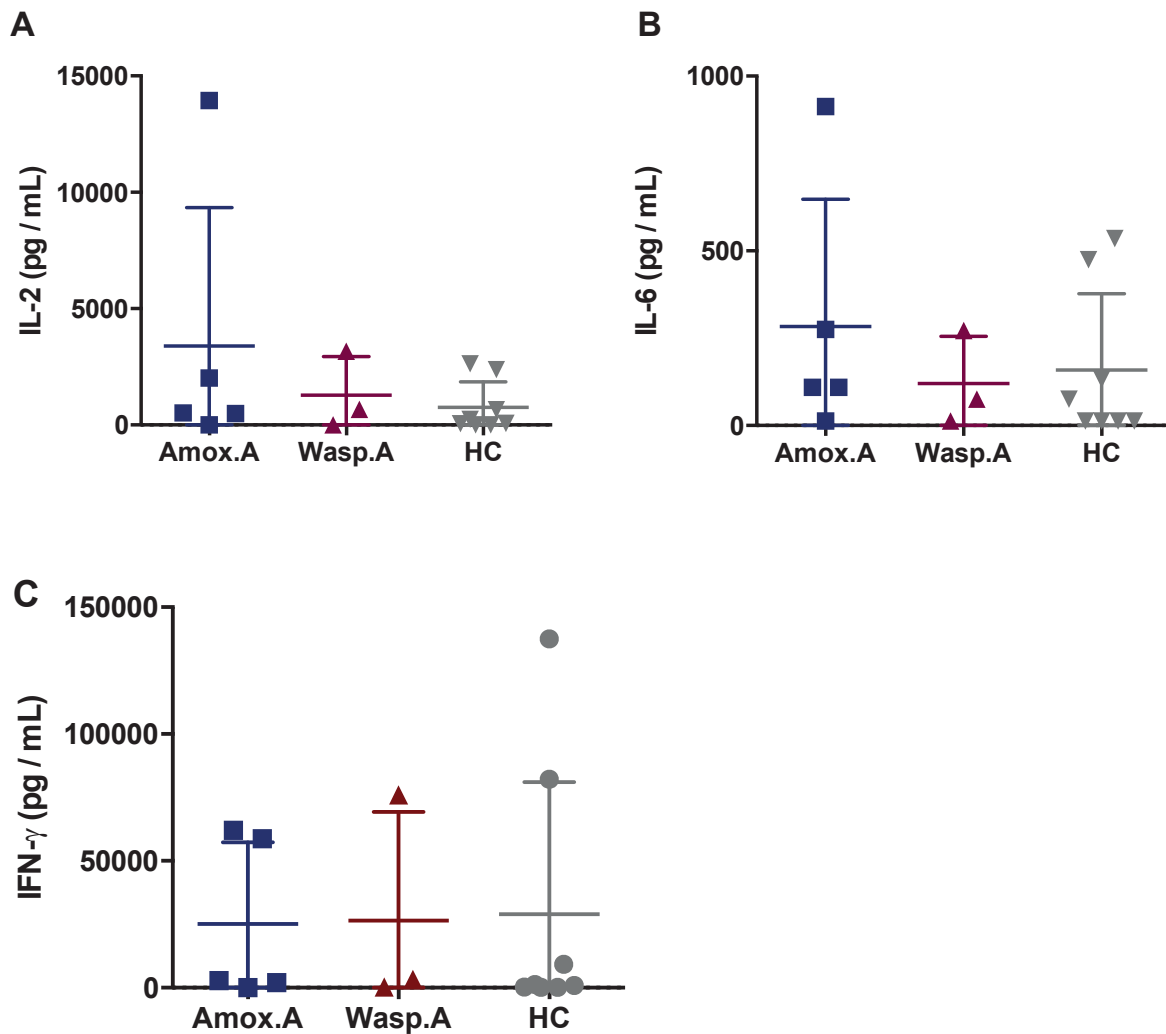 A
IL-2 (pg / mL)
15000
10000
5000
0
Amox.A Wasp.A HC
B
IL-6 (pg / mL)
1000
500
0
Amox.A Wasp.A HC
C
IFN-γ (pg / mL)
150000
100000
50000
0
Amox.A Wasp.A HC